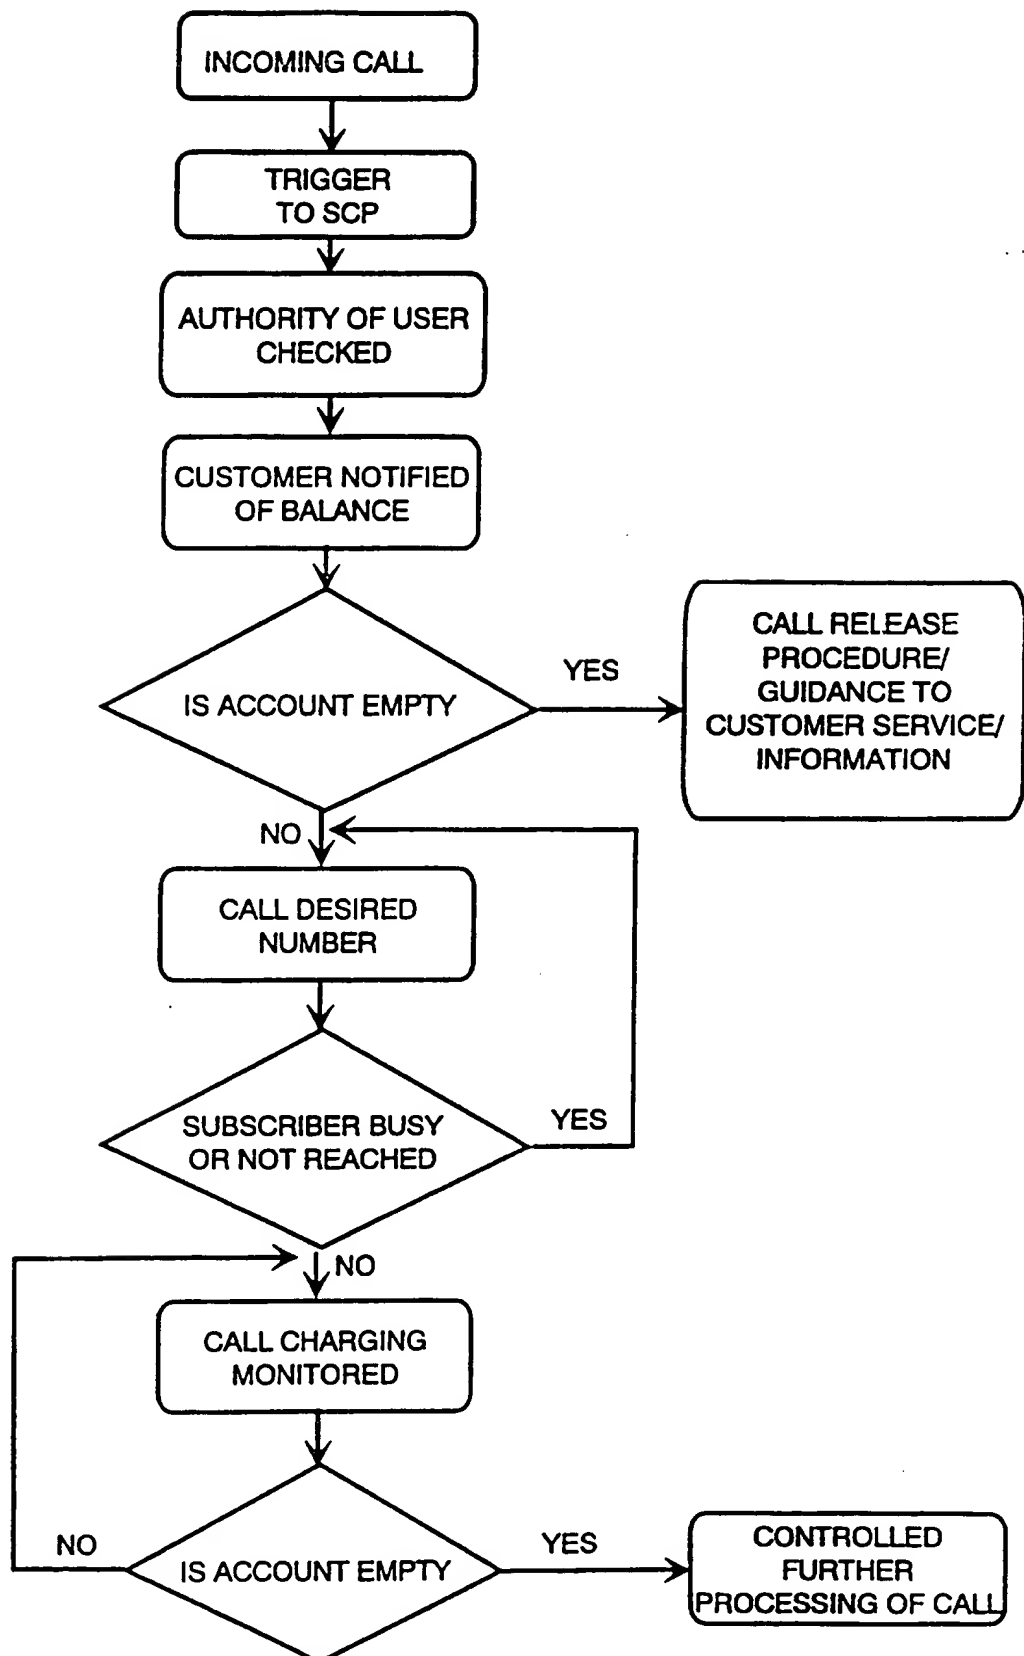 INCOMING CALL
TRIGGER
TO SCP
AUTHORITY OF USER
CHECKED
CUSTOMER NOTIFIED
OF BALANCE
IS ACCOUNT EMPTY
YES
CALL RELEASE
PROCEDURE/
GUIDANCE TO
CUSTOMER SERVICE/
INFORMATION
NO
CALL DESIRED
NUMBER
SUBSCRIBER BUSY
OR NOT REACHED
YES
NO
CALL CHARGING
MONITORED
NO
IS ACCOUNT EMPTY
YES
CONTROLLED
FURTHER
PROCESSING OF CALL